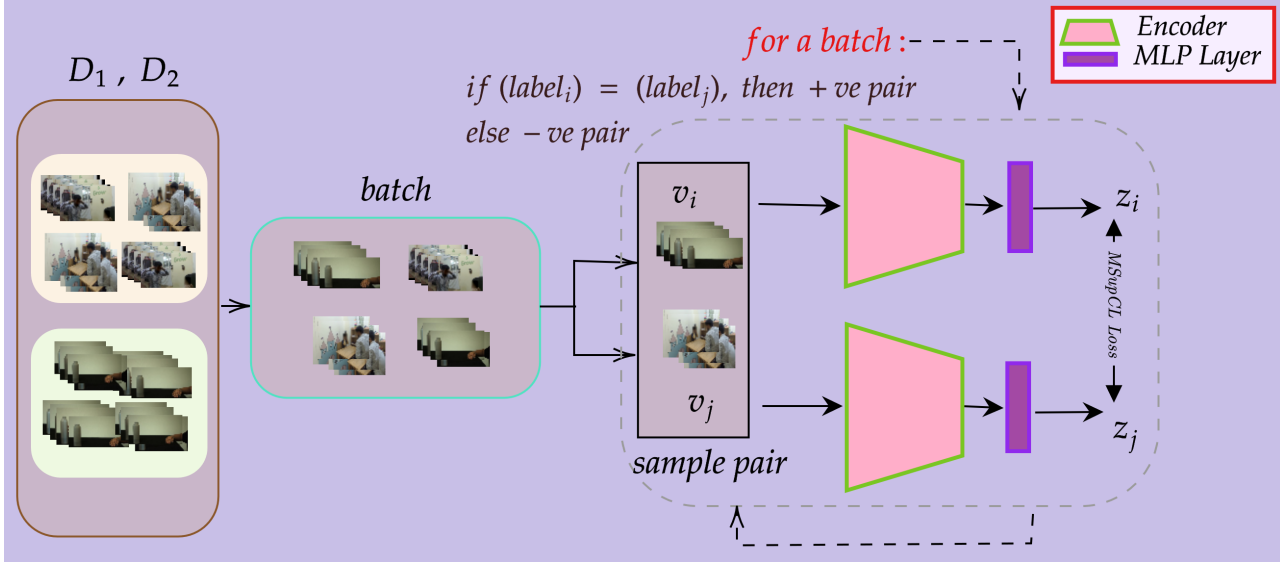 D₁ , D₂
batch
for a batch :
if (labelᵢ) = (labelⱼ), then + ve pair
else − ve pair
vᵢ
vⱼ
sample pair
zᵢ
MSupCL Loss
zⱼ
Encoder
MLP Layer